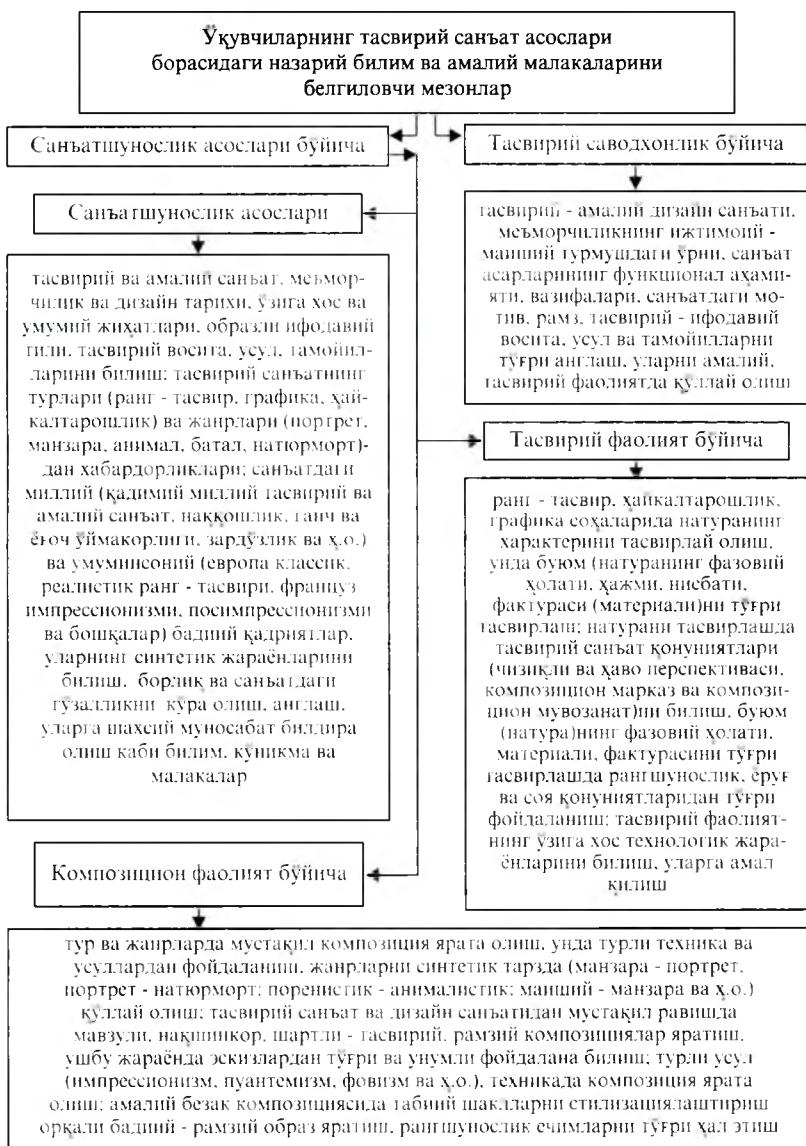 Ўқувчиларнинг тасвирий санъат асослари
борасидаги назарий билим ва амалий малакаларини
белгиловчи мезонлар
Санъатшунослик асослари бўйича
Тасвирий саводхонлик бўйича
Санъатшунослик асослари
тасвирий ва амалий санъат, меъмор-
чилик ва дизайн тарихи, ўзига хос ва
умумий жиҳатлари, образли ифодавий
тили, тасвирий восита, усул, тамойил-
ларини билиш; тасвирий санъатнинг
турлари (ранг - тасвир, графика, ҳай-
калтарошлик) ва жанрлари (портрет,
манзара, анимал, батал, натюрморт)-
дан хабардорликлари; санъатдаги
миллий (қадимий миллий тасвирий ва
амалий санъат, наққошлик, ганч ва
ёғоч ўймакорлиги, зардўзлик ва ҳ.о.)
ва умуминсоний (европа классик,
реалистик ранг - тасвири, француз
импрессионизми, посимпрессионизми
ва бошқалар) бадиий қадриятлар,
уларнинг синтетик жараёнларини
билиш, борлиқ ва санъатдаги
гўзалликни кўра олиш, англаш,
уларга шахсий муносабат билдира
олиш каби билим, кўникма ва
малакалар
тасвирий - амалий дизайн санъати,
меъморчиликнинг ижтимоий -
маиший турмушдаги ўрни, санъат
асарларининг функционал аҳами-
яти, вазифалари, санъатдаги мо-
тив, рамз, тасвирий - ифодавий
восита, усул ва тамойилларни
тўғри англаш, уларни амалий,
тасвирий фаолиятда қўллай олиш
Тасвирий фаолият бўйича
ранг - тасвир, ҳайкалтарошлик,
графика соҳаларида натуранинг
характерини тасвирлай олиш,
унда буюм (натуранинг фазовий
ҳолати, ҳажми, нисбати,
фактураси (материали)ни тўғри
тасвирлаш; натурани тасвирлашда
тасвирий санъат қонуниятлари
(чизиқли ва ҳаво перспективаси,
композицион марказ ва компози-
цион мувозанат)ни билиш, буюм
(натура)нинг фазовий ҳолати,
материали, фактурасини тўғри
тасвирлашда рангшунослик, ёруғ
ва соя қонуниятларидан тўғри
фойдаланиш; тасвирий фаолият-
нинг ўзига хос технологик жара-
ёнларини билиш, уларга амал
қилиш
Композицион фаолият бўйича
тур ва жанрларда мустақил композиция ярата олиш, унда турли техника ва
усуллардан фойдаланиш, жанрларни синтетик тарзда (манзара - портрет,
портрет - натюрморт; поренистик - анималистик; маиший - манзара ва ҳ.о.)
қўллай олиш; тасвирий санъат ва дизайн санъатидан мустақил равишда
мавзули, нақшинкор, шартли - тасвирий, рамзий композициялар яратиш,
ушбу жараёнда эскизлардан тўғри ва унумли фойдалана билиш; турли усул
(импрессионизм, пуантемизм, фовизм ва ҳ.о.), техникада композиция ярата
олиш; амалий безак композициясида табиий шаклларни стилизациялаштириш
орқали бадиий - рамзий образ яратиш, рангшунослик ечимларни тўғри ҳал этиш